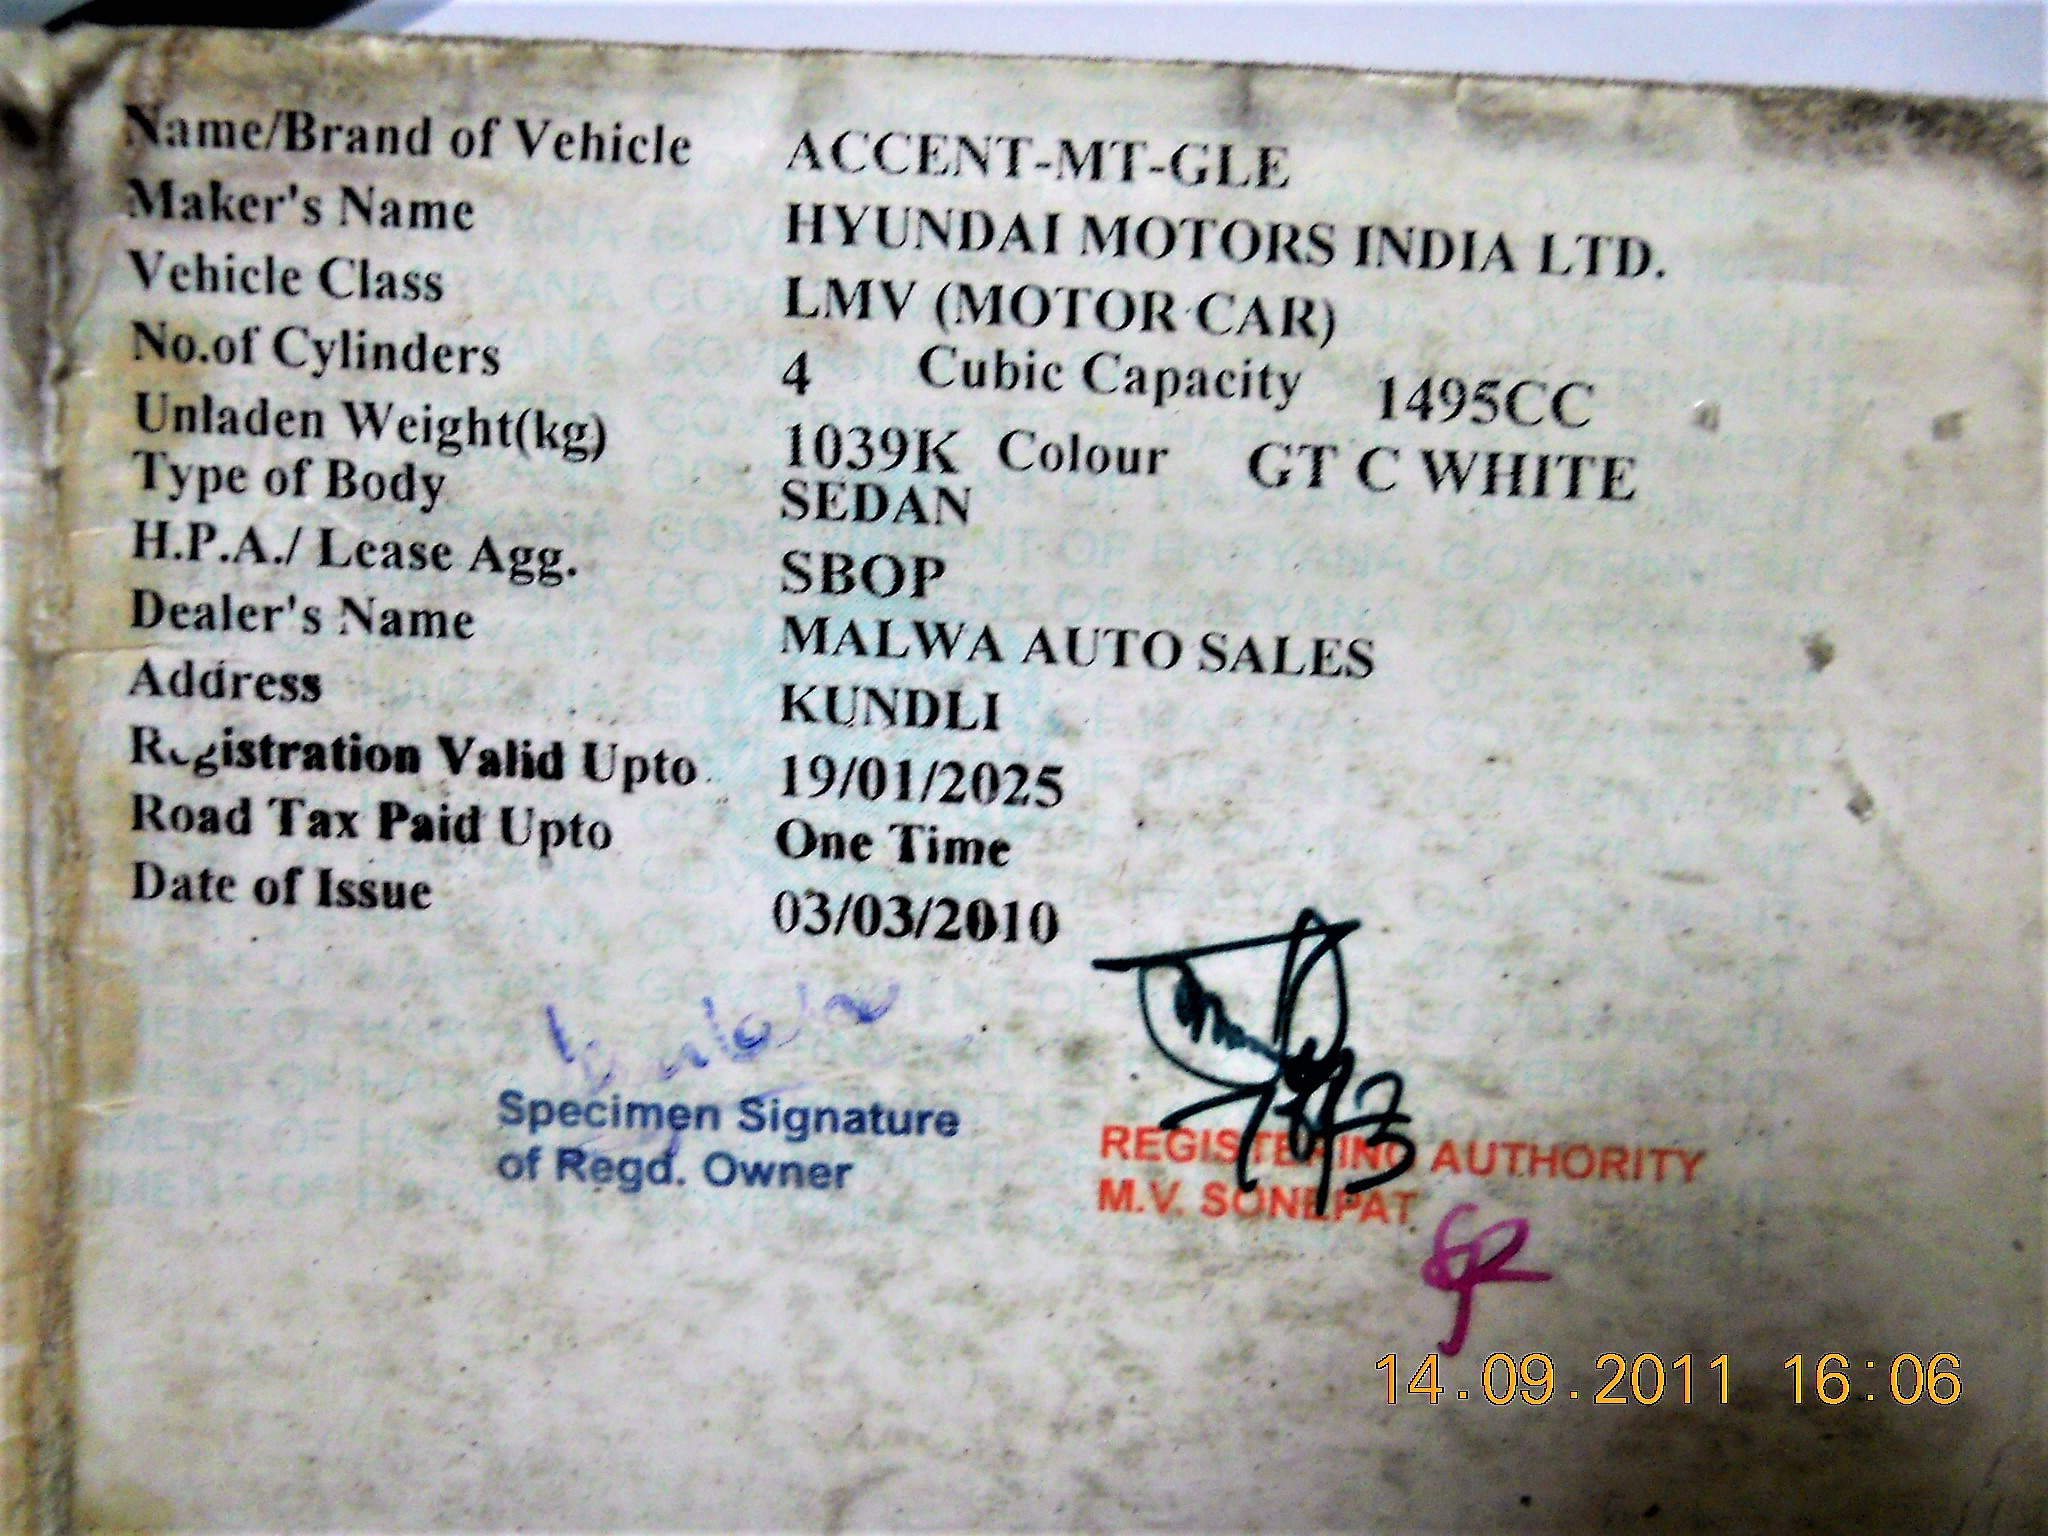 Name/Brand of Vehicle ACCENT-MT-GLE
Maker's Name HYUNDAI MOTORS INDIA LTD.
Vehicle Class LMV (MOTOR CAR)
No.of Cylinders 4 Cubic Capacity 1495CC
Unladen Weight(kg) 1039K Colour GT C WHITE
Type of Body SEDAN
H.P.A./ Lease Agg. SBOP
Dealer's Name MALWA AUTO SALES
Address KUNDLI
Registration Valid Upto 19/01/2025
Road Tax Paid Upto One Time
Date of Issue 03/03/2010
Specimen Signature
of Regd. Owner
REGISTERING AUTHORITY
M.V. SONEPAT
14.09.2011 16:06